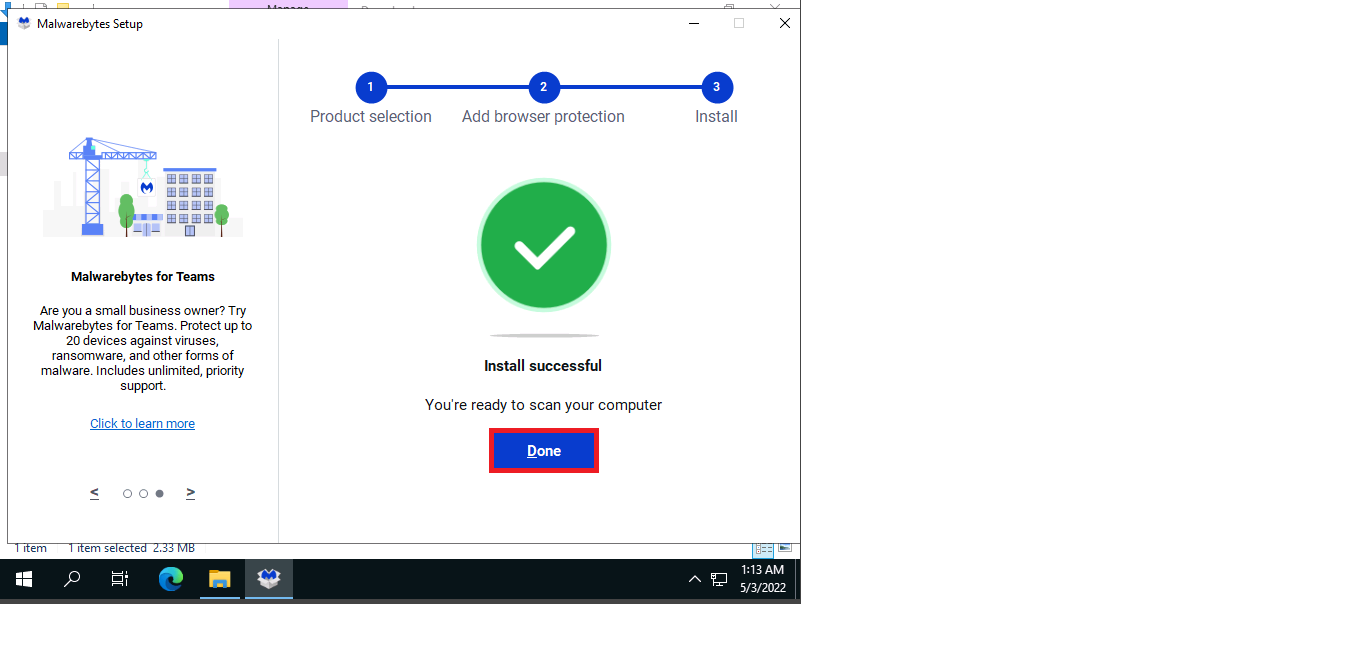 Malwarebytes Setup
1
2
3
Product selection
Add browser protection
Install
Malwarebytes for Teams
Are you a small business owner? Try
Malwarebytes for Teams. Protect up to
20 devices against viruses,
ransomware, and other forms of
malware. Includes unlimited, priority
support.
Click to learn more
<
>
Install successful
You're ready to scan your computer
Done
1 item
1 item selected 2.33 MB
1:13 AM
5/3/2022